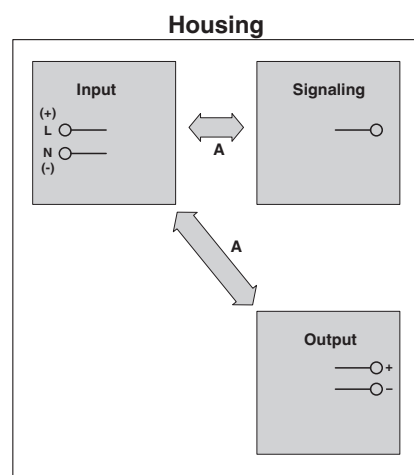 Housing
Input
Signaling
(+)
L
N
(-)
A
A
Output
+
–